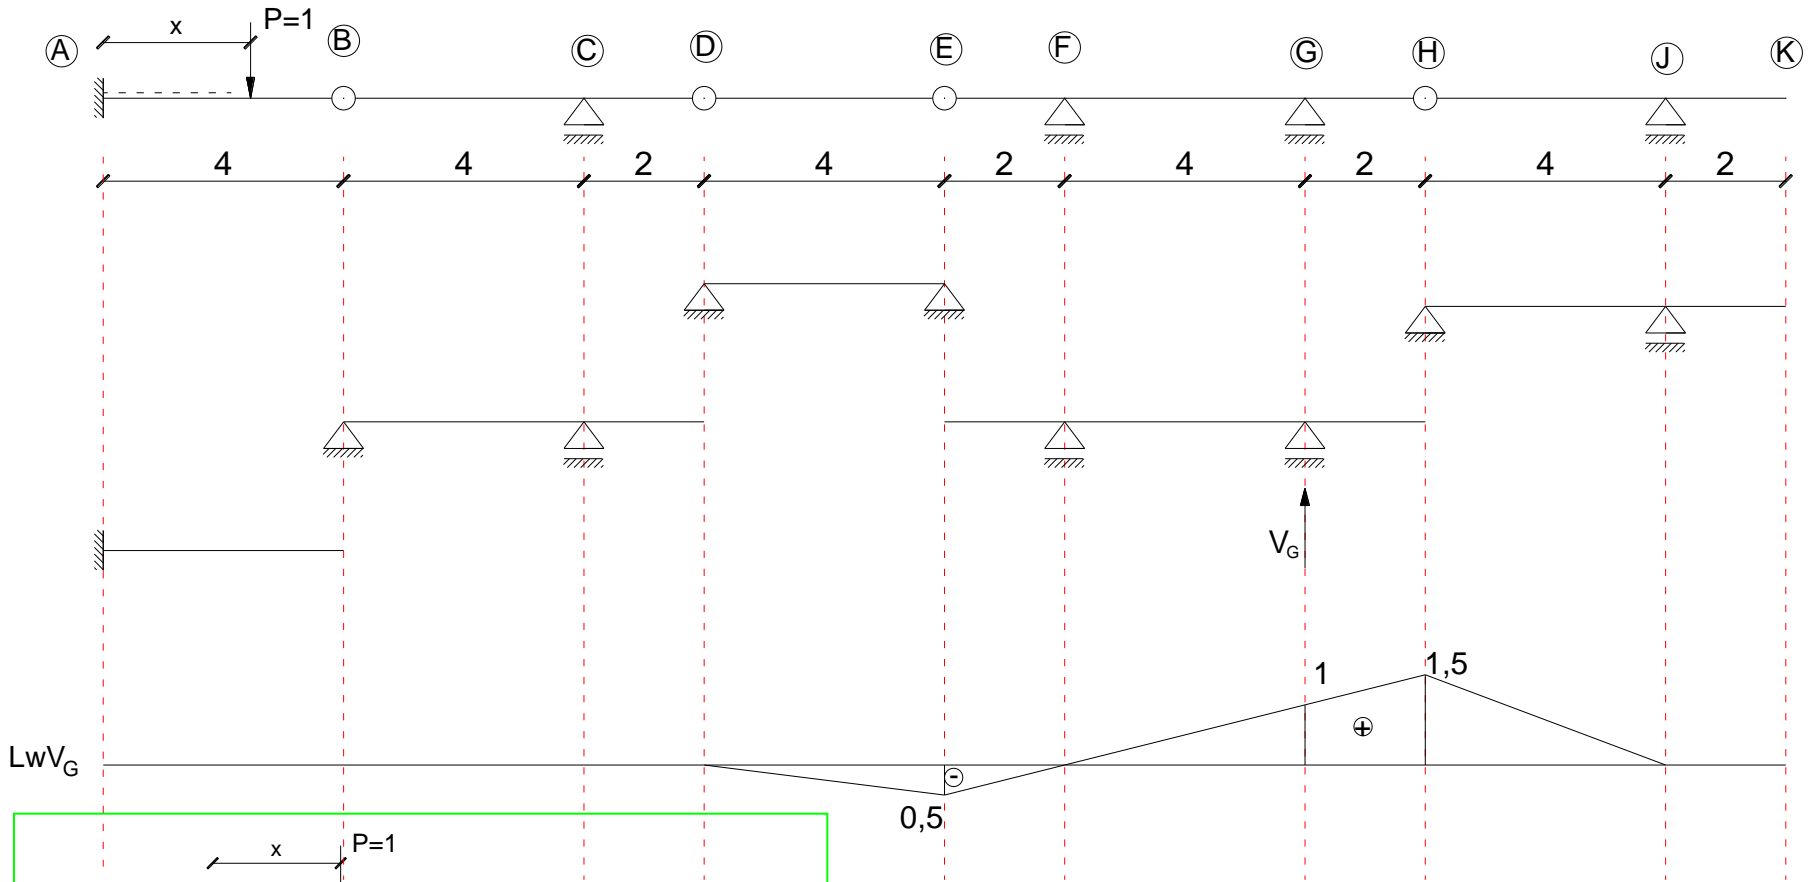 x P=1
A B C D E F G H J K
4 4 2 4 2 4 2 4 2
V_G
1 1,5
+
LwV_G
-
0,5
x P=1